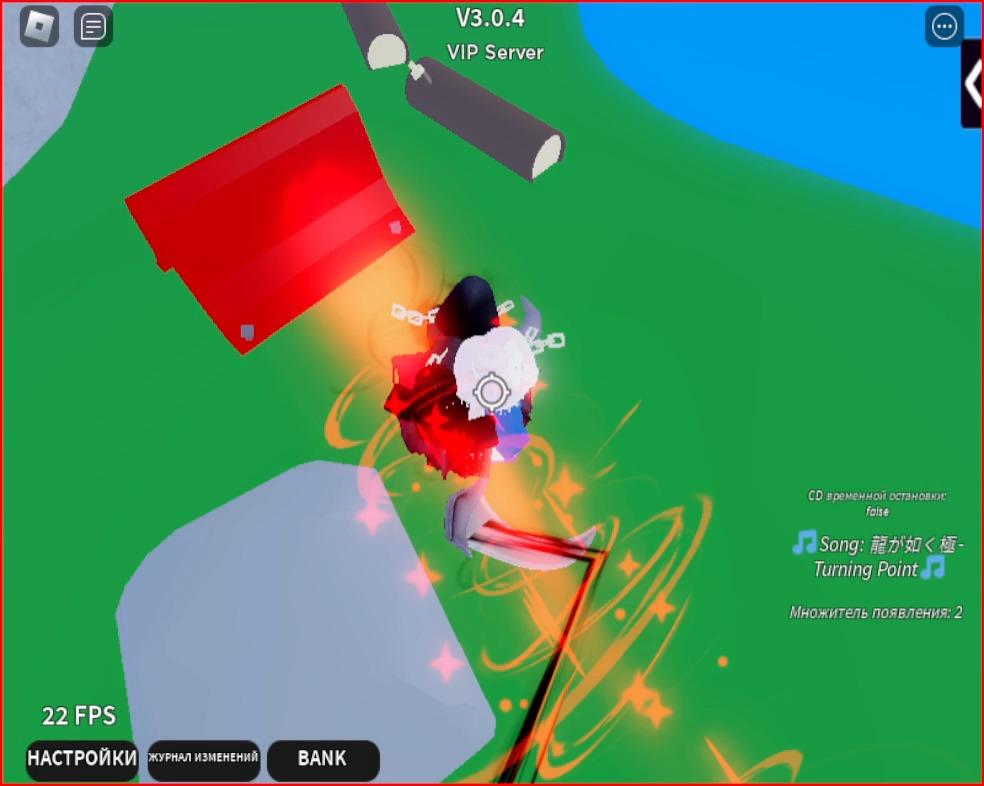 V3.0.4
VIP Server
CD временной остановки:
false
🎵Song: 龍が如く極-
Turning Point🎵
Множитель появления: 2
22 FPS
НАСТРОЙКИ
ЖУРНАЛ ИЗМЕНЕНИЙ
BANK